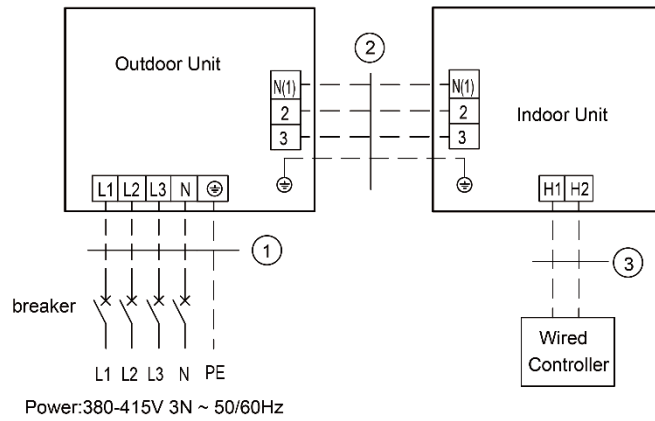 Outdoor Unit
N(1)
2
3
L1 L2 L3 N
2
N(1)
2
3
Indoor Unit
H1 H2
1
3
breaker
L1 L2 L3 N PE
Wired
Controller
Power:380-415V 3N ~ 50/60Hz